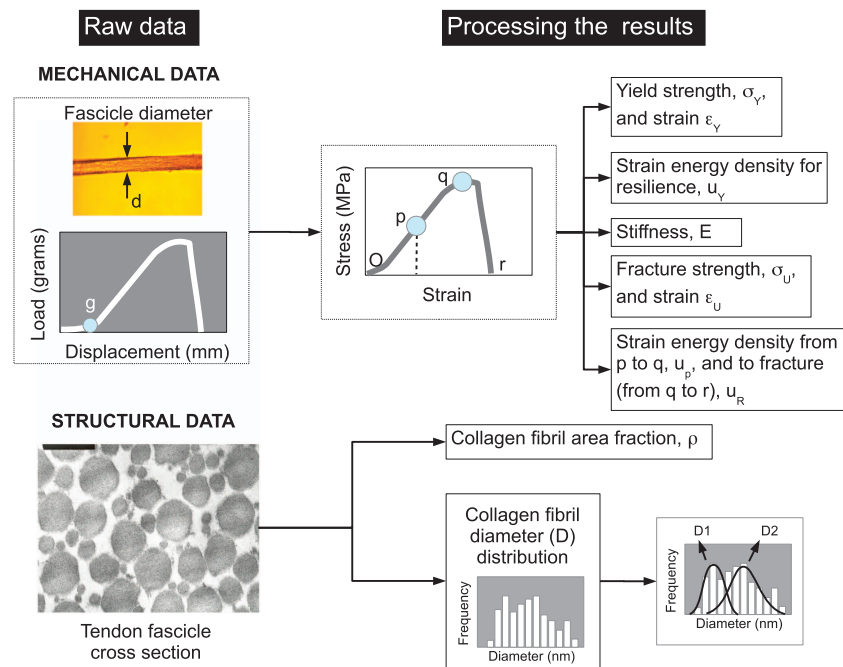 Raw data
Processing the results
MECHANICAL DATA
Fascicle diameter
d
Load (grams)
g
Displacement (mm)
Stress (MPa)
O
p
q
r
Strain
Yield strength, σY,
and strain εY
Strain energy density for
resilience, uY
Stiffness, E
Fracture strength, σU,
and strain εU
Strain energy density from
p to q, up, and to fracture
(from q to r), uR
STRUCTURAL DATA
Tendon fascicle
cross section
Collagen fibril area fraction, ρ
Collagen fibril
diameter (D)
distribution
Frequency
Diameter (nm)
D1
D2
Frequency
Diameter (nm)